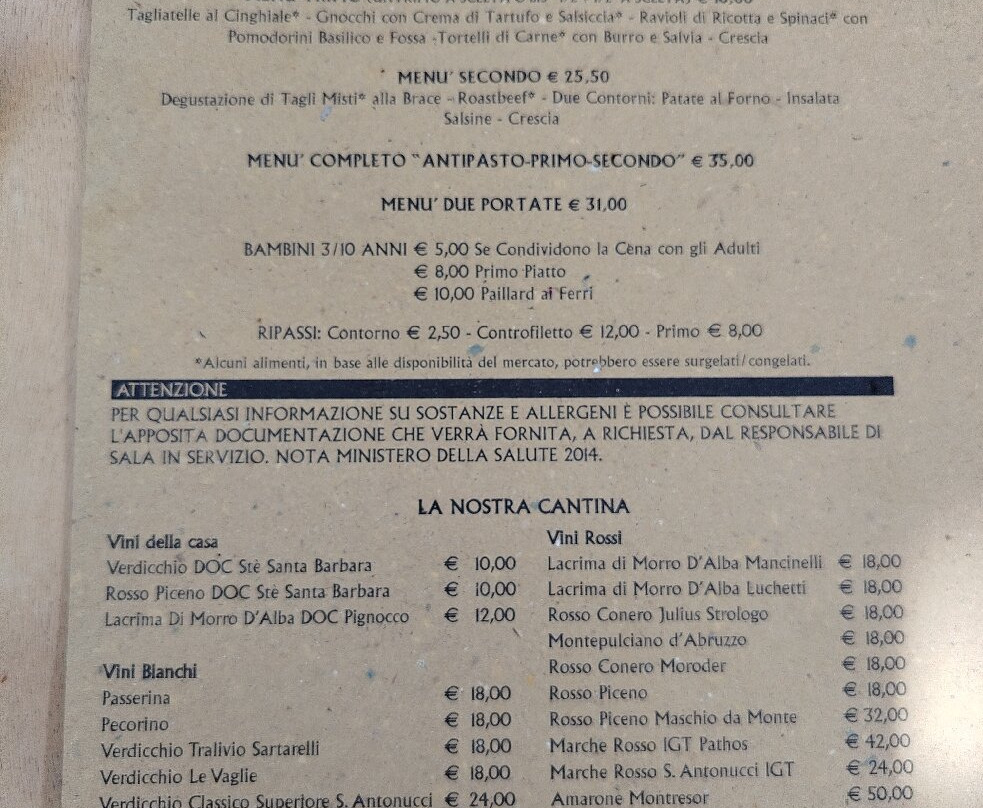 Tagliatelle al Cinghiale* - Gnocchi con Crema di Tartufo e Salsiccia* - Ravioli di Ricotta e Spinaci* con
Pomodorini Basilico e Fossa -Tortelli di Carne* con Burro e Salvia - Crescia
MENU' SECONDO € 25,50
Degustazione di Tagli Misti* alla Brace - Roastbeef* - Due Contorni: Patate al Forno - Insalata
Salsine - Crescia
MENU' COMPLETO "ANTIPASTO-PRIMO-SECONDO" € 35,00
MENU' DUE PORTATE € 31,00
BAMBINI 3/10 ANNI € 5,00 Se Condividono la Cena con gli Adulti
€ 8,00 Primo Piatto
€ 10,00 Paillard ai Ferri
RIPASSI: Contorno € 2,50 - Controfiletto € 12,00 - Primo € 8,00
*Alcuni alimenti, in base alle disponibilità del mercato, potrebbero essere surgelati/congelati.
ATTENZIONE
PER QUALSIASI INFORMAZIONE SU SOSTANZE E ALLERGENI È POSSIBILE CONSULTARE
L'APPOSITA DOCUMENTAZIONE CHE VERRÀ FORNITA, A RICHIESTA, DAL RESPONSABILE DI
SALA IN SERVIZIO. NOTA MINISTERO DELLA SALUTE 2014.
LA NOSTRA CANTINA
Vini della casa
Verdicchio DOC Stè Santa Barbara € 10,00
Rosso Piceno DOC Stè Santa Barbara € 10,00
Lacrima Di Morro D'Alba DOC Pignocco € 12,00
Vini Bianchi
Passerina € 18,00
Pecorino € 18,00
Verdicchio Tralivio Sartarelli € 18,00
Verdicchio Le Vaglie € 18,00
Verdicchio Classico Superiore S. Antonucci € 24,00
Vini Rossi
Lacrima di Morro D'Alba Mancinelli € 18,00
Lacrima di Morro D'Alba Luchetti € 18,00
Rosso Conero Julius Strologo € 18,00
Montepulciano d'Abruzzo € 18,00
Rosso Conero Moroder € 18,00
Rosso Piceno € 18,00
Rosso Piceno Maschio da Monte € 32,00
Marche Rosso IGT Pathos € 42,00
Marche Rosso S. Antonucci IGT € 24,00
Amarone Montresor € 50,00